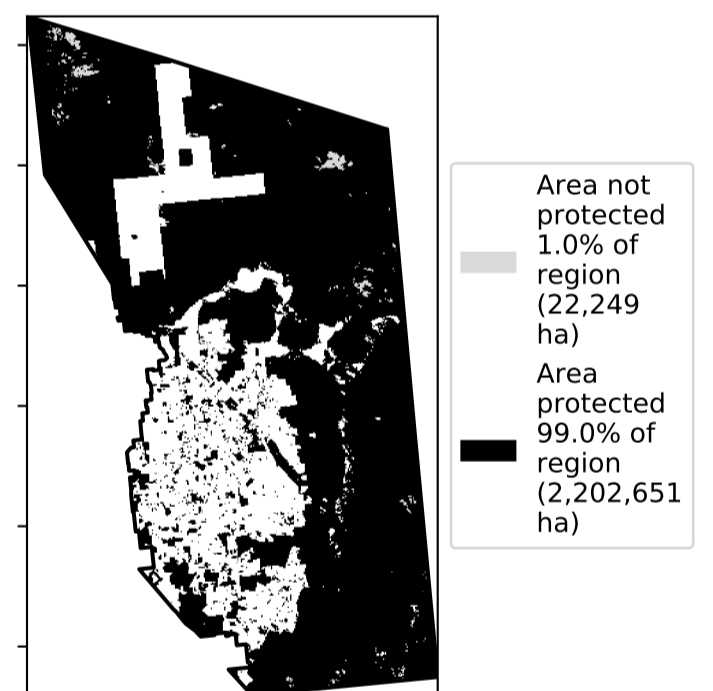 Area not
protected
1.0% of
region
(22,249
ha)
Area
protected
99.0% of
region
(2,202,651
ha)